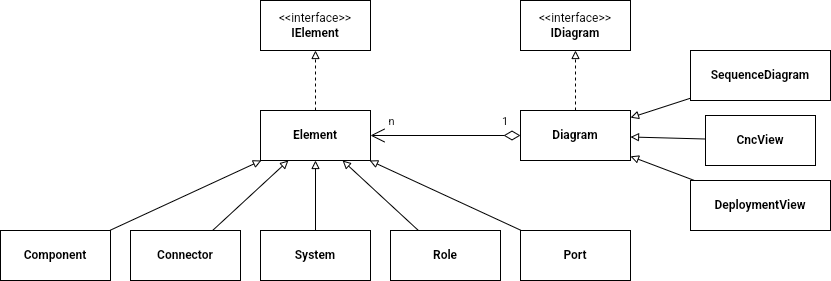 <<interface>>
IElement
<<interface>>
IDiagram
SequenceDiagram
n
1
Element
Diagram
CncView
DeploymentView
Component
Connector
System
Role
Port